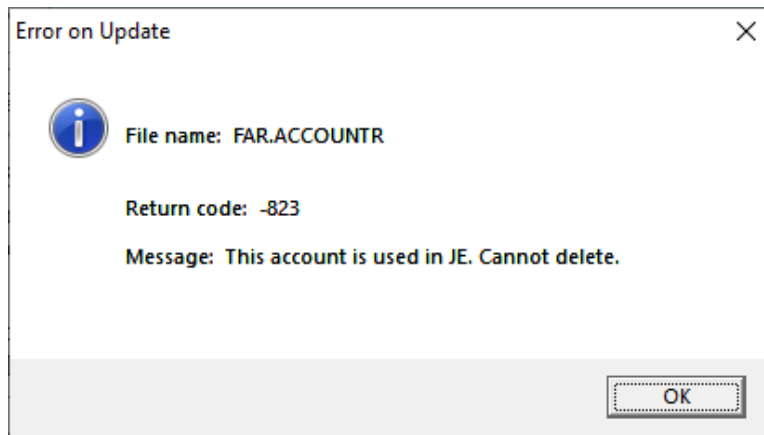 Error on Update
File name: FAR.ACCOUNTR
Return code: -823
Message: This account is used in JE. Cannot delete.
OK